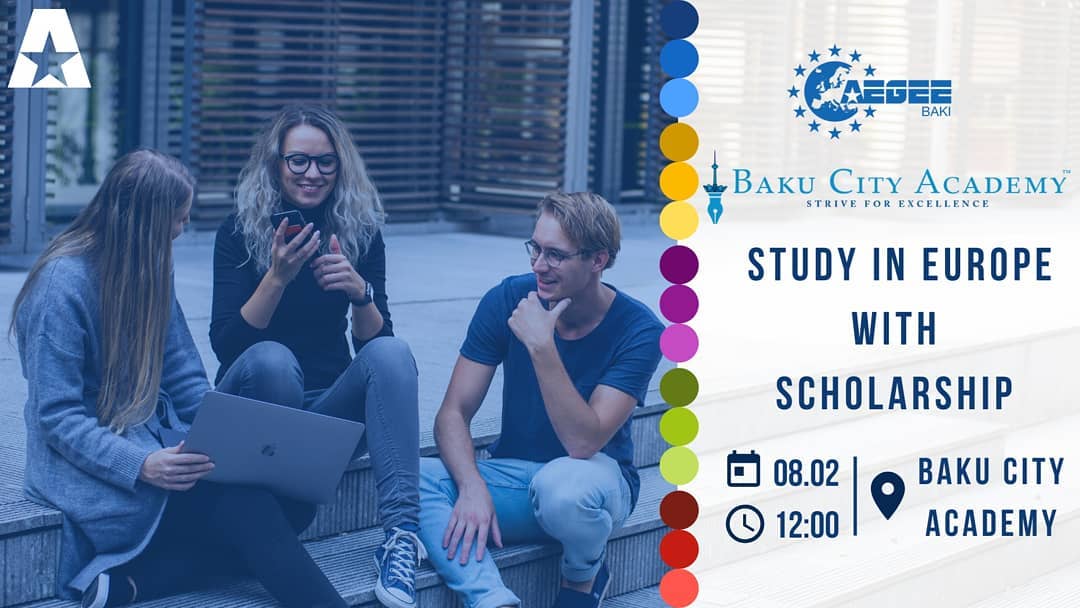 AEGEE
BAKI
BAKU CITY ACADEMY™
STRIVE FOR EXCELLENCE
STUDY IN EUROPE
WITH
SCHOLARSHIP
08.02
12:00
BAKU CITY
ACADEMY